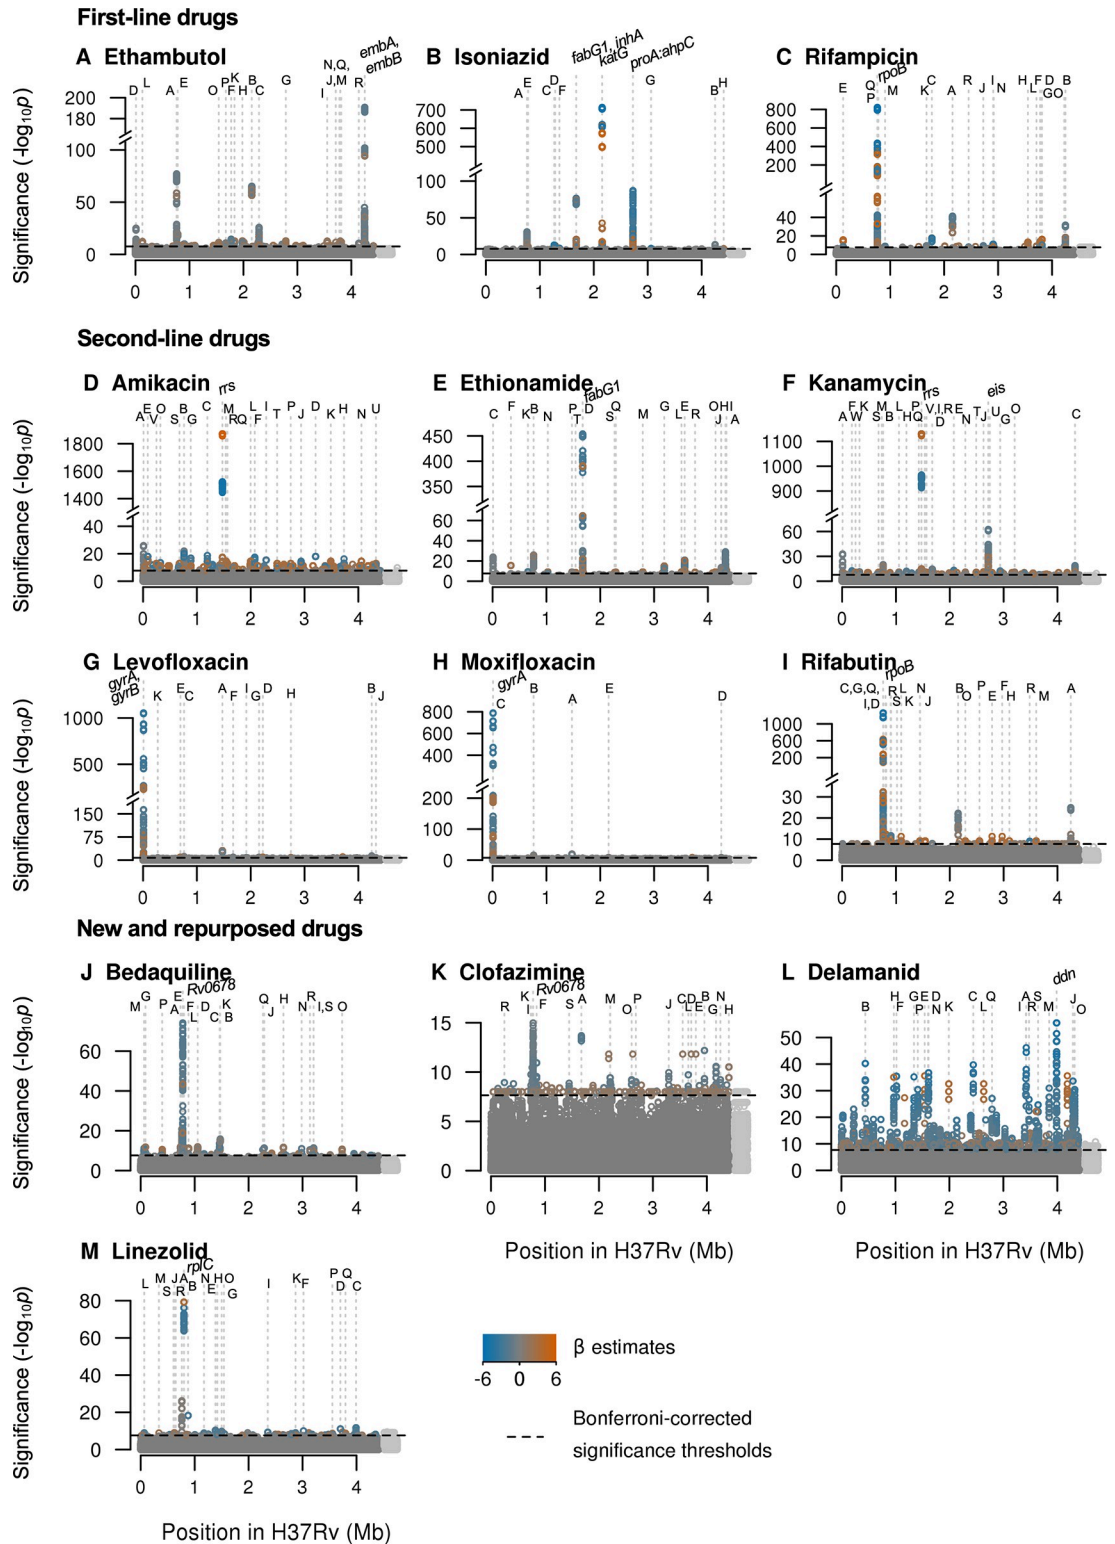 First-line drugs
A Ethambutol
embA,
embB
N,Q,
D L A E O P F K H B C G I J,M, R
B Isoniazid
fabG1, inhA
katG
proA:ahpC
A E C D F G B H
C Rifampicin
rpoB
E Q P M K C A R J I N H L F D G O B
Significance (-log10p)
200
180
100
50
0
0 1 2 3 4
700
600
500
400
100
50
0
0 1 2 3 4
800
600
400
200
40
20
0
0 1 2 3 4
Second-line drugs
D Amikacin
rrs
A E V O S B G C M R Q L F I T P J D K H N U
E Ethionamide
fabG1
C F K B N P T D S Q M G L E R O J H I A
F Kanamycin
rrs
eis
A F W K S M B L H P Q V,I,R D E N T J U G O C
Significance (-log10p)
1800
1600
1400
40
20
0
0 1 2 3 4
450
400
350
60
40
20
0
0 1 2 3 4
1100
1000
900
60
30
0
0 1 2 3 4
G Levofloxacin
gyrA,
gyrB
K E C A F I G D H B J
H Moxifloxacin
gyrA
C B A E D
I Rifabutin
rpoB
C,G,Q,
I,D
R S L K N J B O P E F H R M A
Significance (-log10p)
1000
500
150
75
0
0 1 2 3 4
800
600
400
200
100
0
0 1 2 3 4
1000
600
200
30
20
10
0
0 1 2 3 4
New and repurposed drugs
J Bedaquiline
Rv0678
M G P A E F L D C K B Q J H N R I,S O
K Clofazimine
Rv0678
R K I F S A M O P J C D L E B G N H
L Delamanid
ddn
B H F G P E D N K C L Q I A R S M J O
Significance (-log10p)
60
40
20
0
0 1 2 3 4
15
10
5
0
0 1 2 3 4
Position in H37Rv (Mb)
50
40
30
20
10
0
0 1 2 3 4
Position in H37Rv (Mb)
M Linezolid
rplC
L M S J R A B N E H O G I K F P D Q C
Significance (-log10p)
80
60
40
20
0
0 1 2 3 4
Position in H37Rv (Mb)
β estimates
-6 0 6
Bonferroni-corrected
significance thresholds